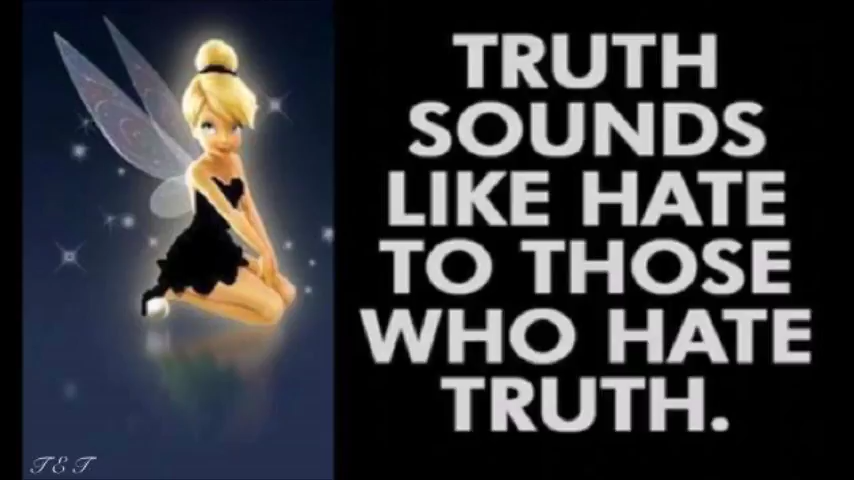 TRUTH
SOUNDS
LIKE HATE
TO THOSE
WHO HATE
TRUTH.
T&T